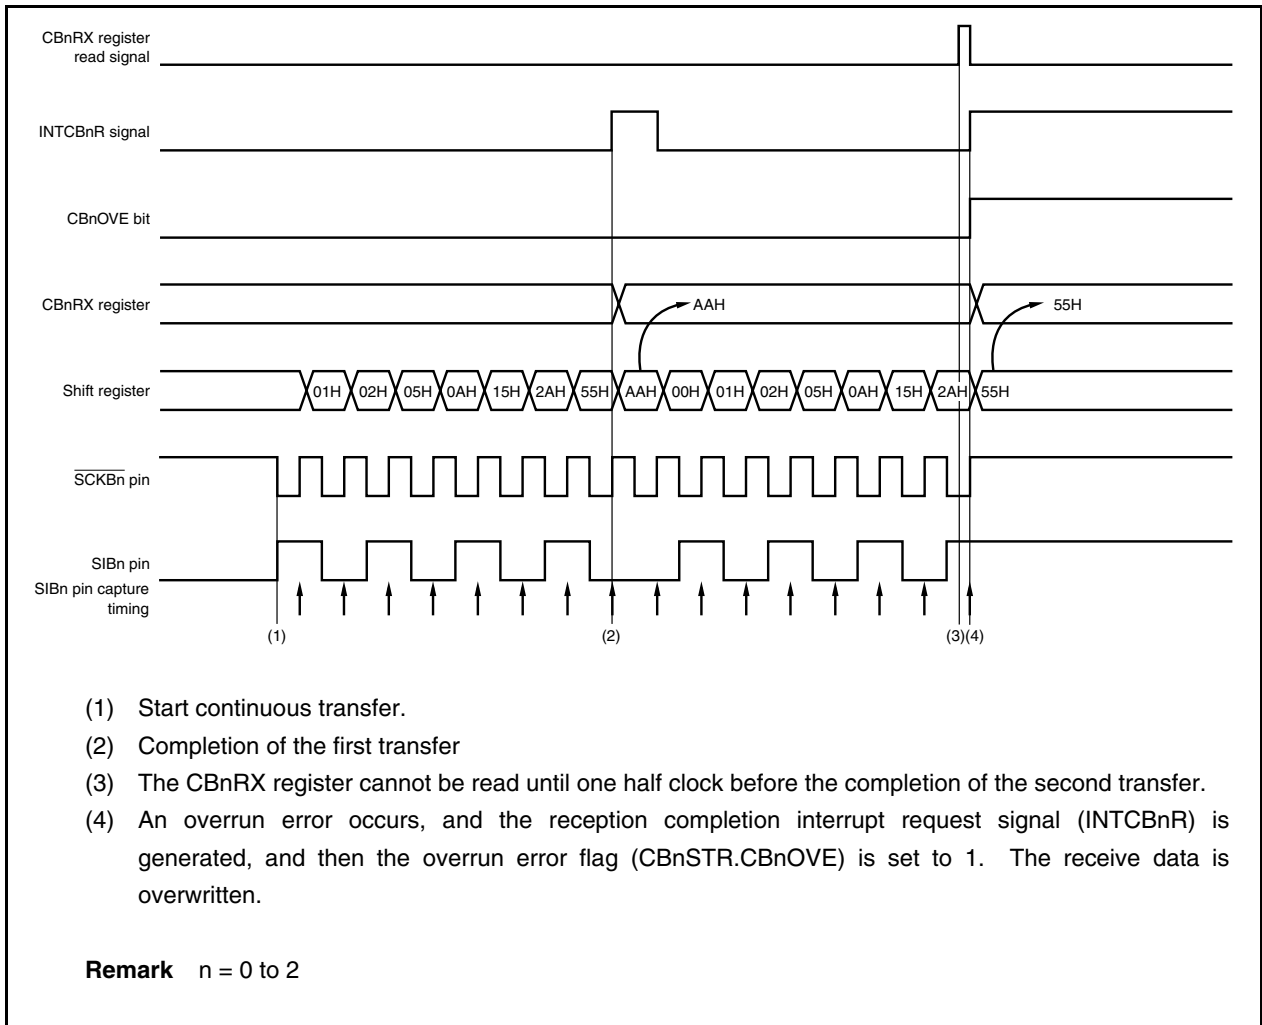 CBnRX register
read signal
INTCBnR signal
CBnOVE bit
CBnRX register
AAH
55H
Shift register
01H 02H 05H 0AH 15H 2AH 55H AAH 00H 01H 02H 05H 0AH 15H 2AH 55H
SCKBn pin
SIBn pin
SIBn pin capture
timing
(1) (2) (3)(4)
(1) Start continuous transfer.
(2) Completion of the first transfer
(3) The CBnRX register cannot be read until one half clock before the completion of the second transfer.
(4) An overrun error occurs, and the reception completion interrupt request signal (INTCBnR) is
generated, and then the overrun error flag (CBnSTR.CBnOVE) is set to 1. The receive data is
overwritten.
Remark n = 0 to 2